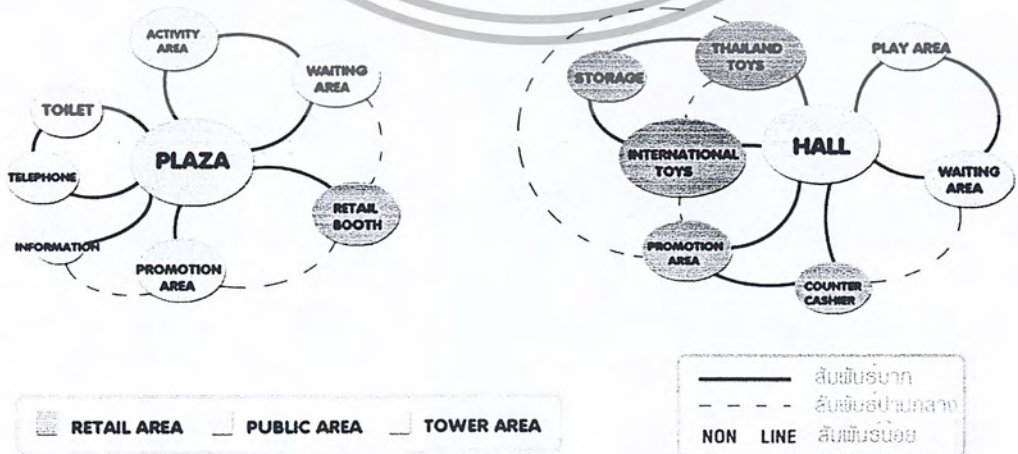 ACTIVITY
AREA
WAITING
AREA
TOILET
PLAZA
TELEPHONE
RETAIL
BOOTH
INFORMATION
PROMOTION
AREA
THAILAND
TOYS
PLAY AREA
STORAGE
INTERNATIONAL
TOYS
HALL
WAITING
AREA
PROMOTION
AREA
COUNTER
CASHIER
RETAIL AREA
PUBLIC AREA
TOWER AREA
สัมพันธ์มาก
สัมพันธ์ปานกลาง
NON LINE สัมพันธ์น้อย